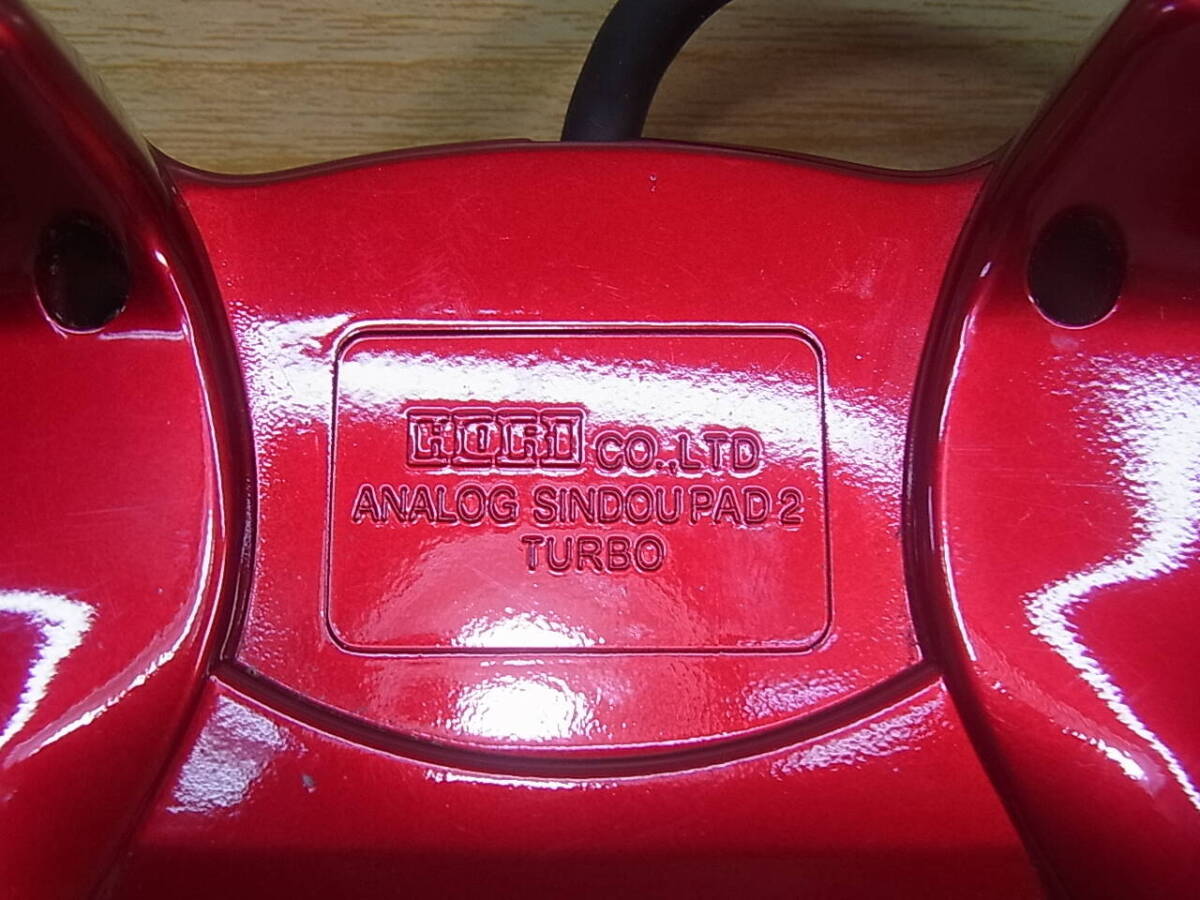 HORI CO.,LTD
ANALOG SINDOU PAD 2
TURBO